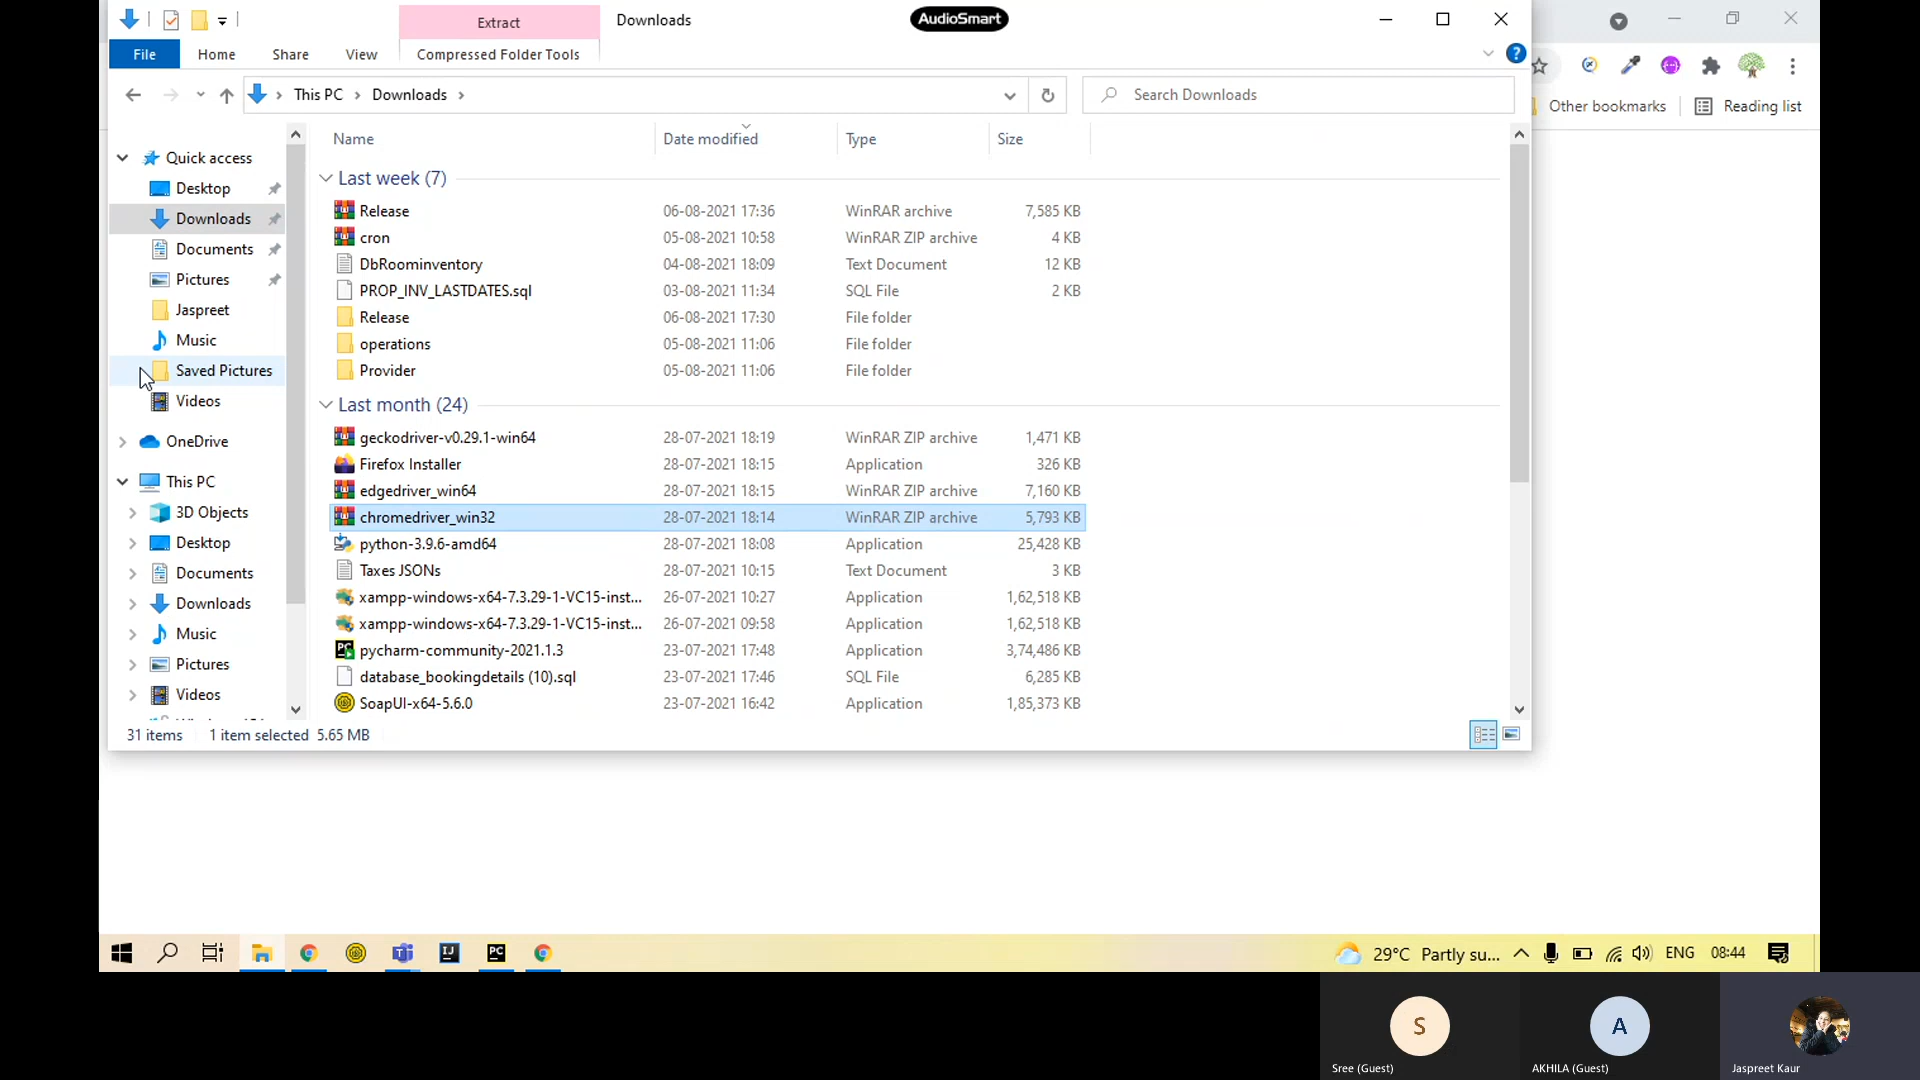 Extract
Downloads
AudioSmart
File
Home
Share
View
Compressed Folder Tools
This PC
Downloads
Search Downloads
Other bookmarks
Reading list
Name
Date modified
Type
Size
Quick access
Desktop
Downloads
Documents
Pictures
Jaspreet
Music
Saved Pictures
Videos
OneDrive
This PC
3D Objects
Desktop
Documents
Downloads
Music
Pictures
Videos
Last week (7)
Release 06-08-2021 17:36 WinRAR archive 7,585 KB
cron 05-08-2021 10:58 WinRAR ZIP archive 4 KB
DbRoominventory 04-08-2021 18:09 Text Document 12 KB
PROP_INV_LASTDATES.sql 03-08-2021 11:34 SQL File 2 KB
Release 06-08-2021 17:30 File folder
operations 05-08-2021 11:06 File folder
Provider 05-08-2021 11:06 File folder
Last month (24)
geckodriver-v0.29.1-win64 28-07-2021 18:19 WinRAR ZIP archive 1,471 KB
Firefox Installer 28-07-2021 18:15 Application 326 KB
edgedriver_win64 28-07-2021 18:15 WinRAR ZIP archive 7,160 KB
chromedriver_win32 28-07-2021 18:14 WinRAR ZIP archive 5,793 KB
python-3.9.6-amd64 28-07-2021 18:08 Application 25,428 KB
Taxes JSONs 28-07-2021 10:15 Text Document 3 KB
xampp-windows-x64-7.3.29-1-VC15-inst... 26-07-2021 10:27 Application 1,62,518 KB
xampp-windows-x64-7.3.29-1-VC15-inst... 26-07-2021 09:58 Application 1,62,518 KB
pycharm-community-2021.1.3 23-07-2021 17:48 Application 3,74,486 KB
database_bookingdetails (10).sql 23-07-2021 17:46 SQL File 6,285 KB
SoapUI-x64-5.6.0 23-07-2021 16:42 Application 1,85,373 KB
31 items 1 item selected 5.65 MB
29°C Partly su... ENG 08:44
S
A
Sree (Guest)
AKHILA (Guest)
Jaspreet Kaur